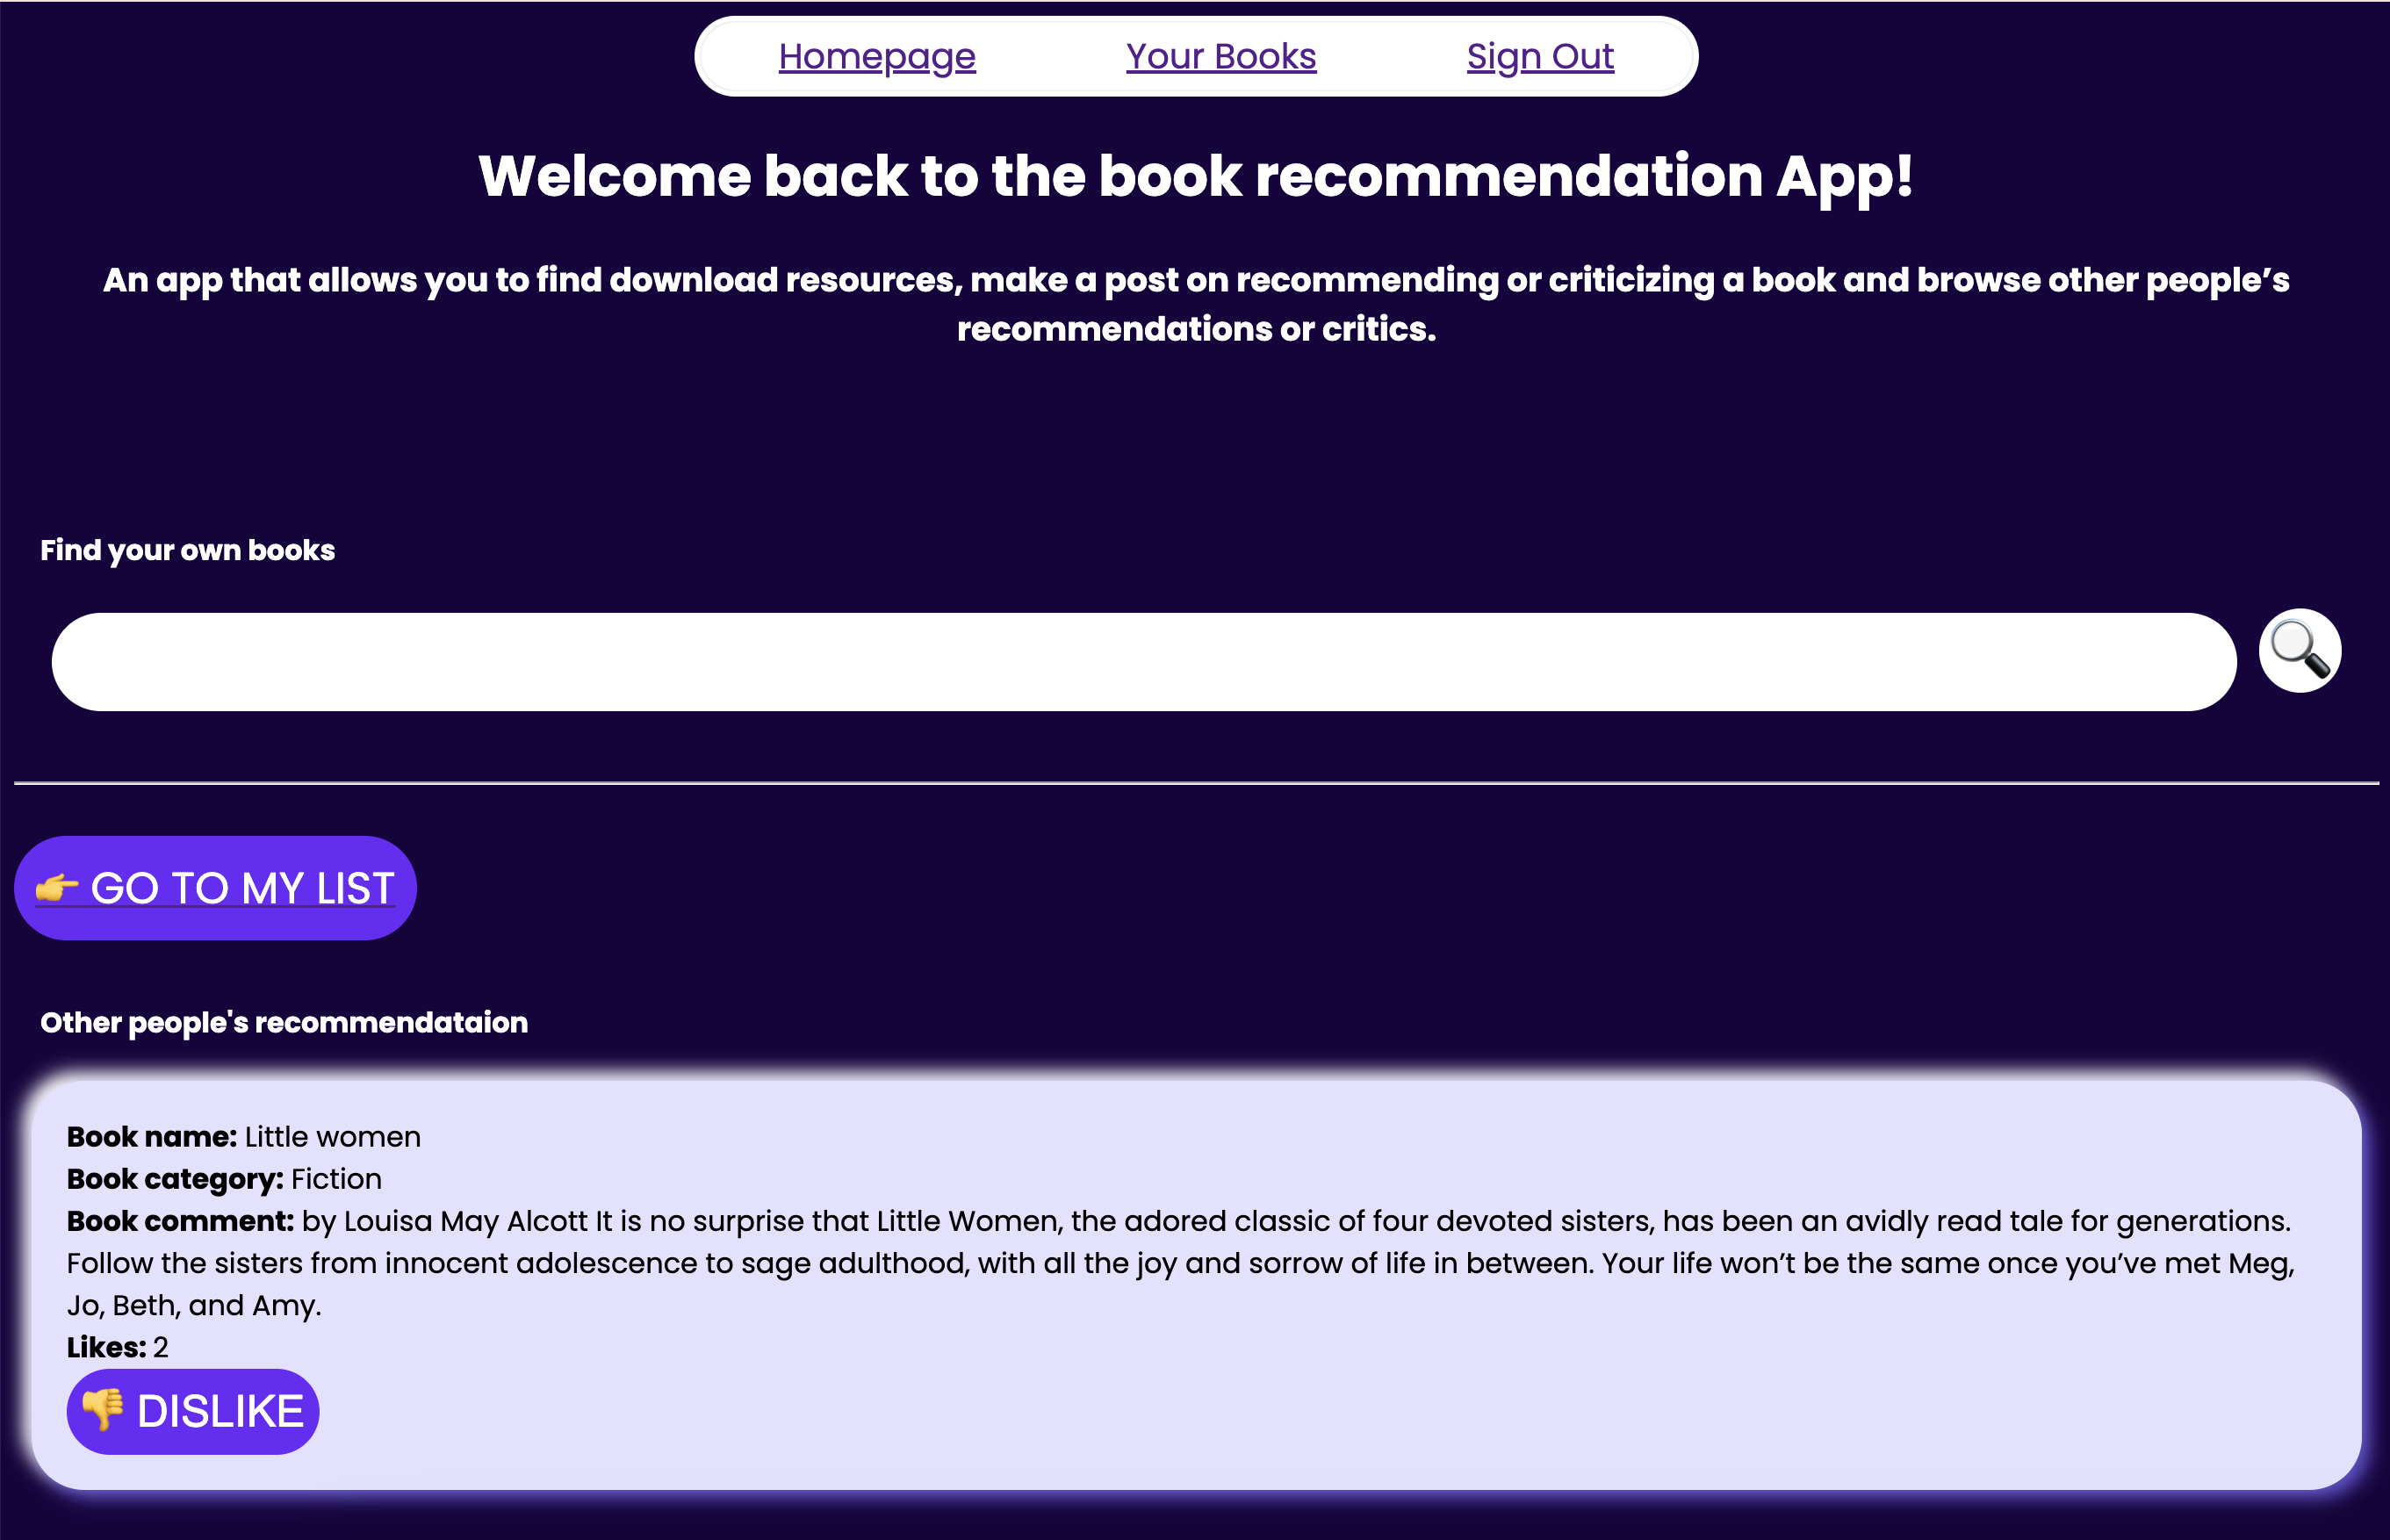 Homepage Your Books Sign Out
Welcome back to the book recommendation App!
An app that allows you to find download resources, make a post on recommending or criticizing a book and browse other people’s
recommendations or critics.
Find your own books
👉 GO TO MY LIST
Other people's recommendataion
Book name: Little women
Book category: Fiction
Book comment: by Louisa May Alcott It is no surprise that Little Women, the adored classic of four devoted sisters, has been an avidly read tale for generations.
Follow the sisters from innocent adolescence to sage adulthood, with all the joy and sorrow of life in between. Your life won’t be the same once you’ve met Meg,
Jo, Beth, and Amy.
Likes: 2
👎 DISLIKE